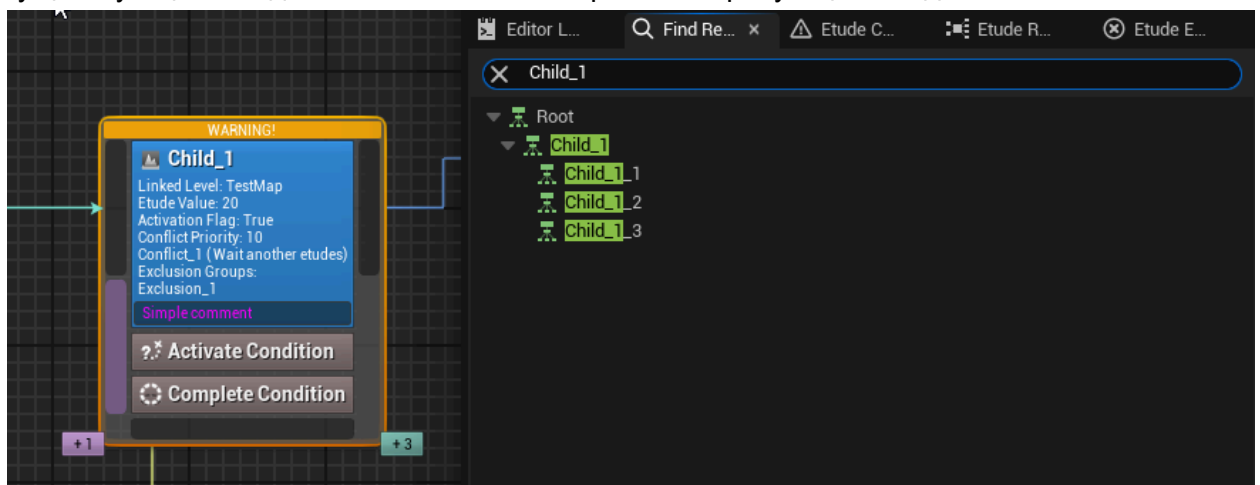 Editor L...
Find Re...
Etude C...
Etude R...
Etude E...
Child_1
Root
Child_1
Child_1_1
Child_1_2
Child_1_3
WARNING!
Child_1
Linked Level: TestMap
Etude Value: 20
Activation Flag: True
Conflict Priority: 10
Conflict_1 (Wait another etudes)
Exclusion Groups:
Exclusion_1
Simple comment
Activate Condition
Complete Condition
+1
+3